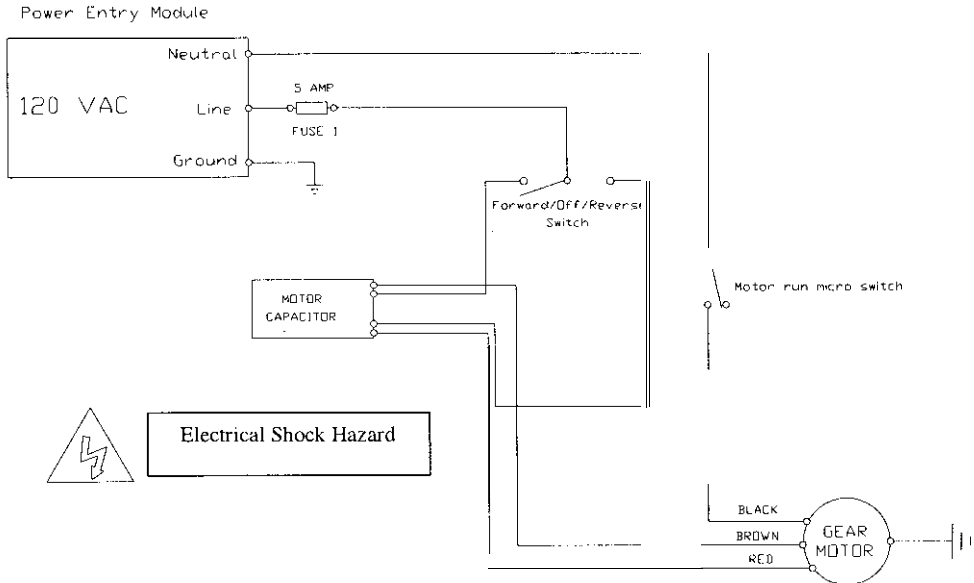 Power Entry Module
Neutral
120 VAC
Line
5 AMP
FUSE 1
Ground
Forward/Off/Reverse
Switch
Motor run micro switch
MOTOR
CAPACITOR
Electrical Shock Hazard
BLACK
BROWN
RED
GEAR
MOTOR